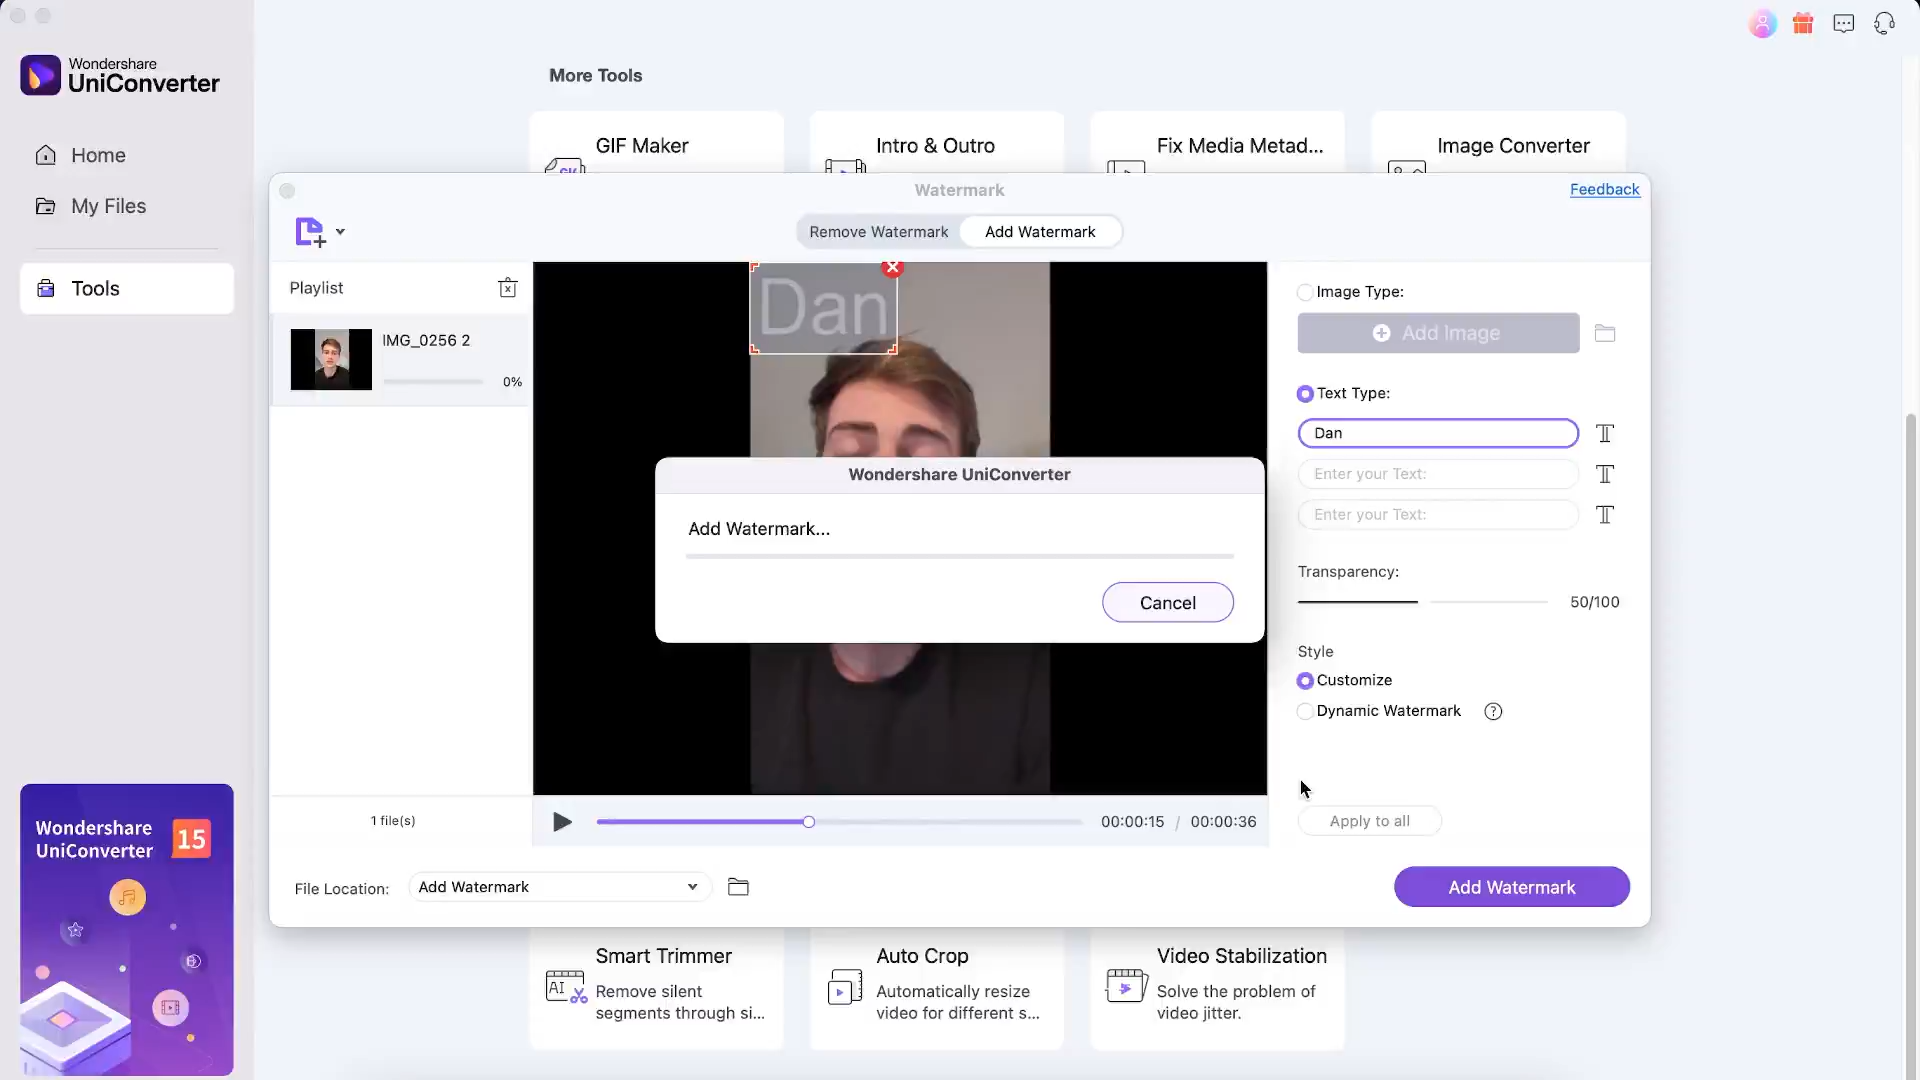 Wondershare
UniConverter
Home
My Files
Tools
Wondershare
UniConverter
15
More Tools
GIF Maker
Intro & Outro
Fix Media Metad...
Image Converter
Watermark
Feedback
Remove Watermark
Add Watermark
Playlist
IMG_0256 2
0%
1 file(s)
Dan
Wondershare UniConverter
Add Watermark...
Cancel
00:00:15 / 00:00:36
Image Type:
Add Image
Text Type:
Dan
Enter your Text:
Enter your Text:
Transparency:
50/100
Style
Customize
Dynamic Watermark
?
Apply to all
File Location:
Add Watermark
Add Watermark
Smart Trimmer
AI
Remove silent
segments through si...
Auto Crop
Automatically resize
video for different s...
Video Stabilization
Solve the problem of
video jitter.